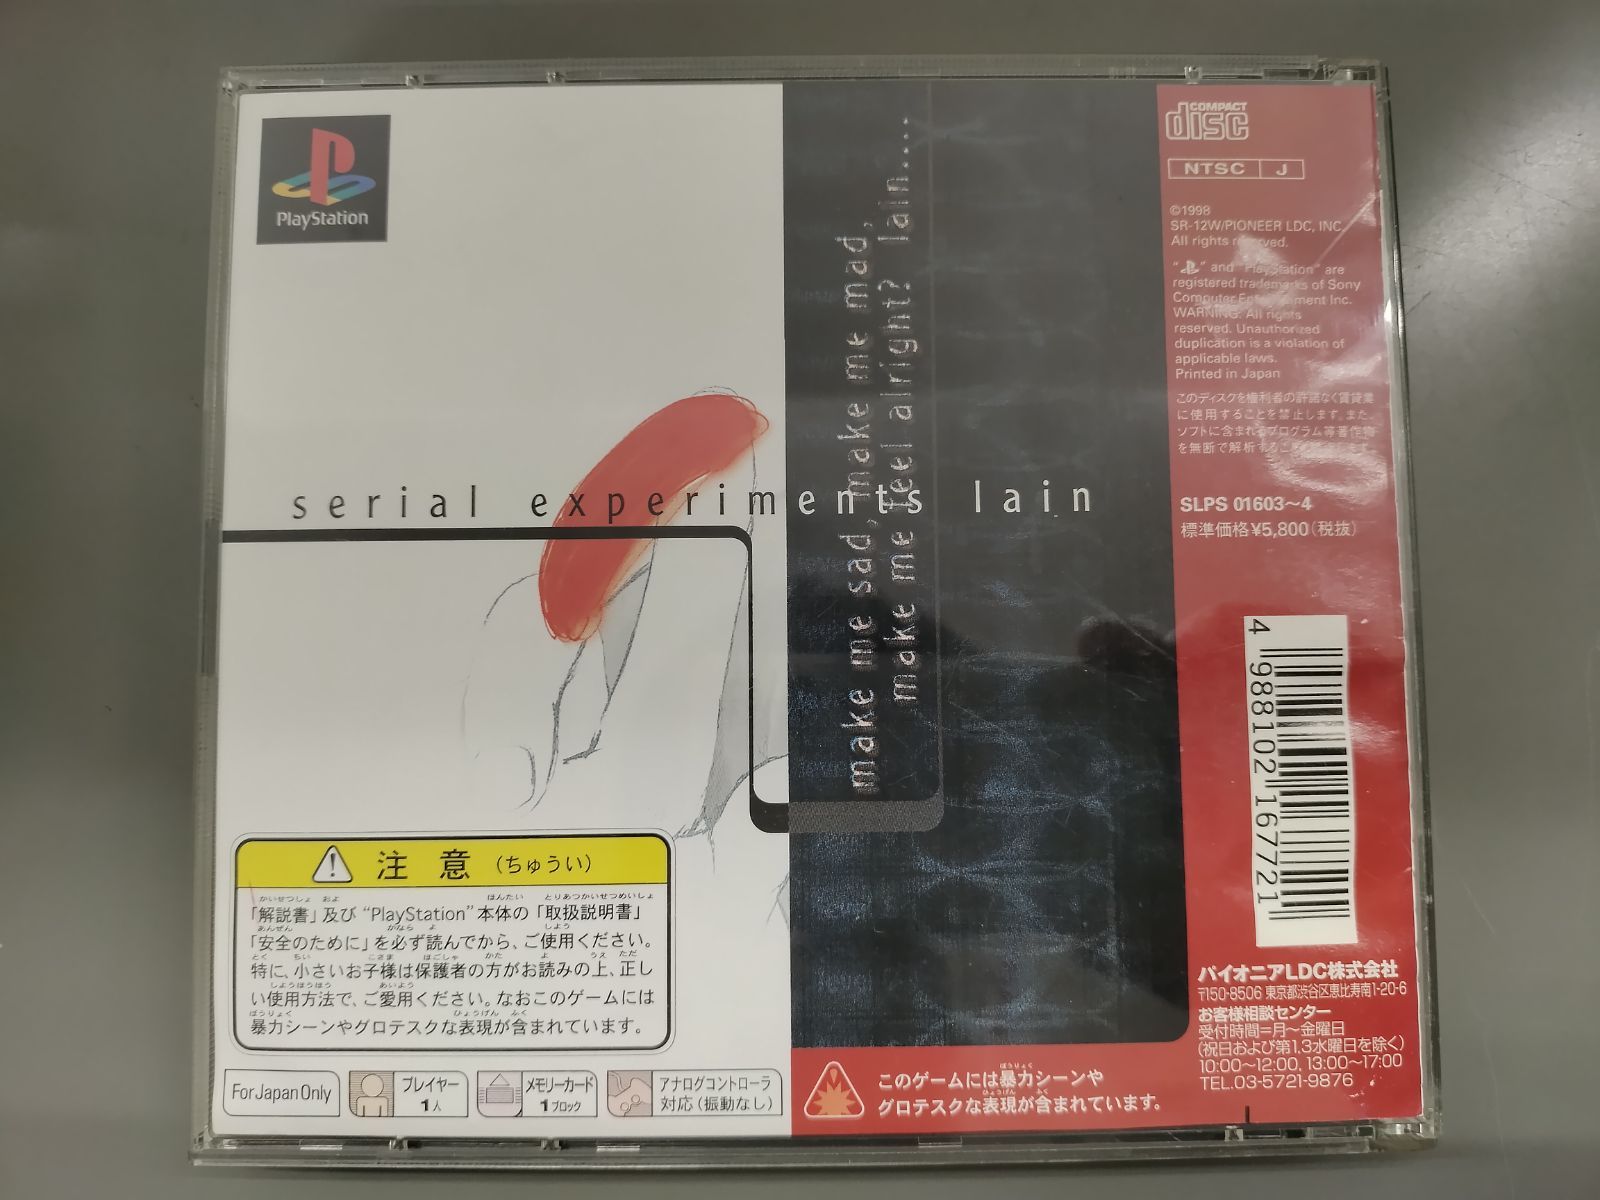 PlayStation
serial experiments lain
make me sad, make me mad,
make me feel alright? lain....
注意(ちゅうい)
「解説書」及び“PlayStation”本体の「取扱説明書」
「安全のために」を必ず読んでから、ご使用ください。
特に、小さいお子様は保護者の方がお読みの上、正し
い使用方法で、ご愛用ください。なおこのゲームには
暴力シーンやグロテスクな表現が含まれています。
For Japan Only
プレイヤー
1人
メモリーカード
1ブロック
アナログコントローラ
対応(振動なし)
このゲームには暴力シーンや
グロテスクな表現が含まれています。
COMPACT
disc
NTSC J
©1998
SR-12W/PIONEER LDC, INC.
All rights reserved.
“ ” and “PlayStation” are
registered trademarks of Sony
Computer Entertainment Inc.
WARNING: All rights
reserved. Unauthorized
duplication is a violation of
applicable laws.
Printed in Japan
このディスクを権利者の許諾なく賃貸業
に使用することを禁止します。また、
ソフトに含まれるプログラム等著作物
を無断で解析すること
SLPS 01603~4
標準価格¥5,800(税抜)
4 988102 167721
パイオニアLDC株式会社
〒150-8506 東京都渋谷区恵比寿南1-20-6
お客様相談センター
受付時間=月~金曜日
(祝日および第1.3水曜日を除く)
10:00~12:00, 13:00~17:00
TEL.03-5721-9876